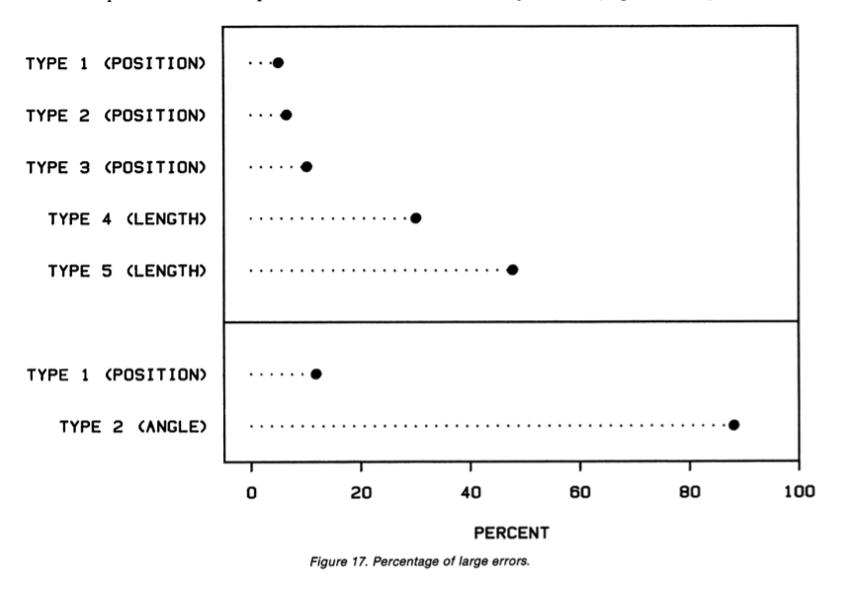 TYPE 1 (POSITION)
TYPE 2 (POSITION)
TYPE 3 (POSITION)
TYPE 4 (LENGTH)
TYPE 5 (LENGTH)
TYPE 1 (POSITION)
TYPE 2 (ANGLE)
0 20 40 60 80 100
PERCENT
Figure 17. Percentage of large errors.